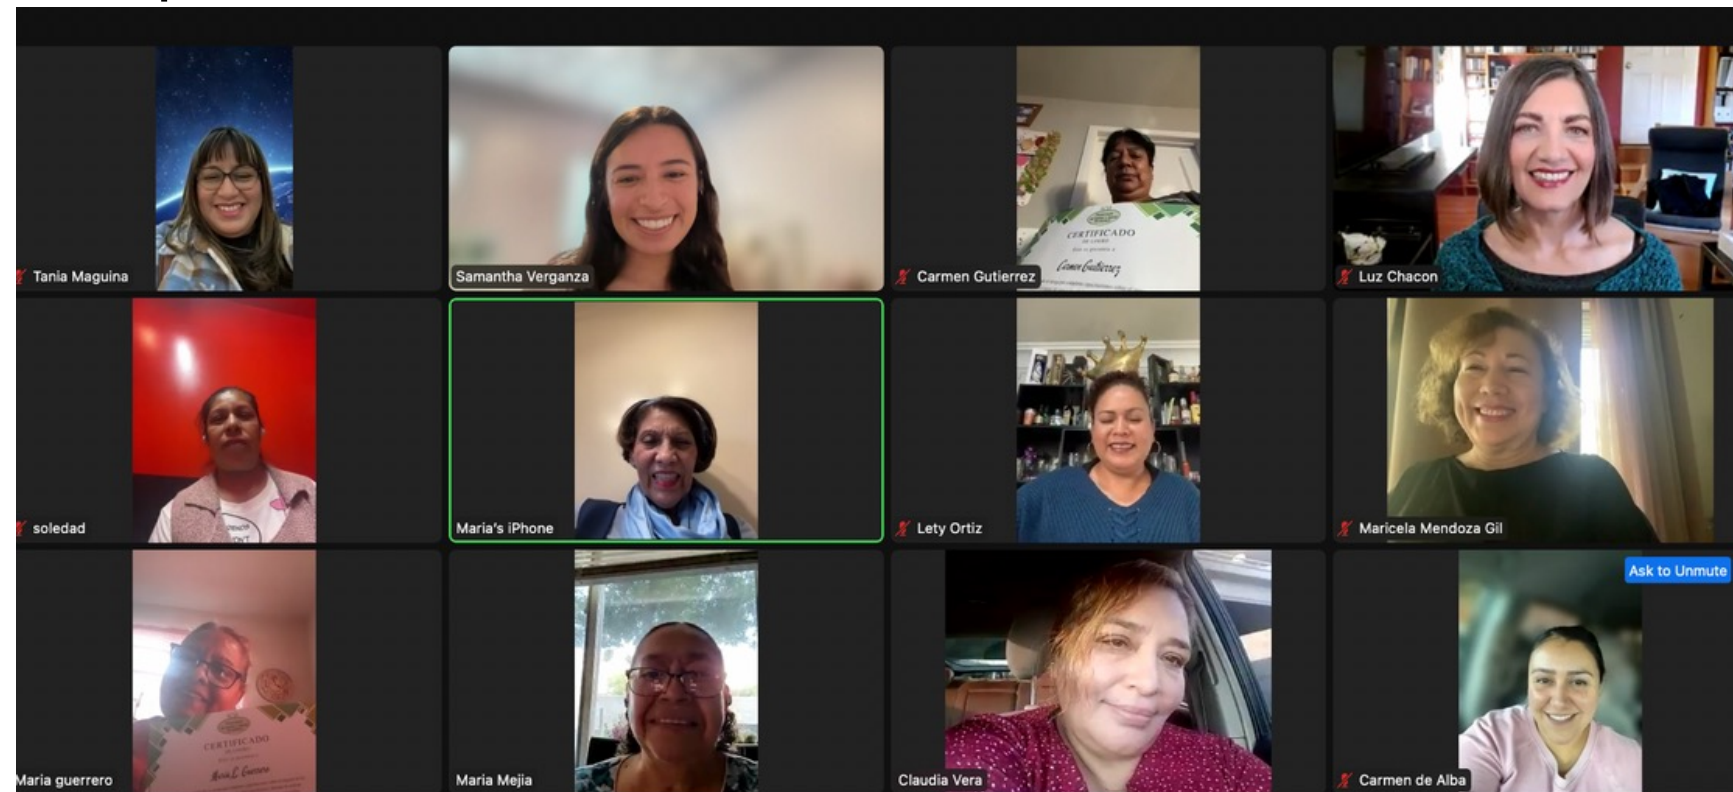 Tania Maguina
Samantha Verganza
CERTIFICADO
Carmen Gutierrez
Carmen Gutierrez
Luz Chacon
soledad
Maria's iPhone
Lety Ortiz
Maricela Mendoza Gil
Ask to Unmute
CERTIFICADO
Maria guerrero
Maria Mejia
Claudia Vera
Carmen de Alba